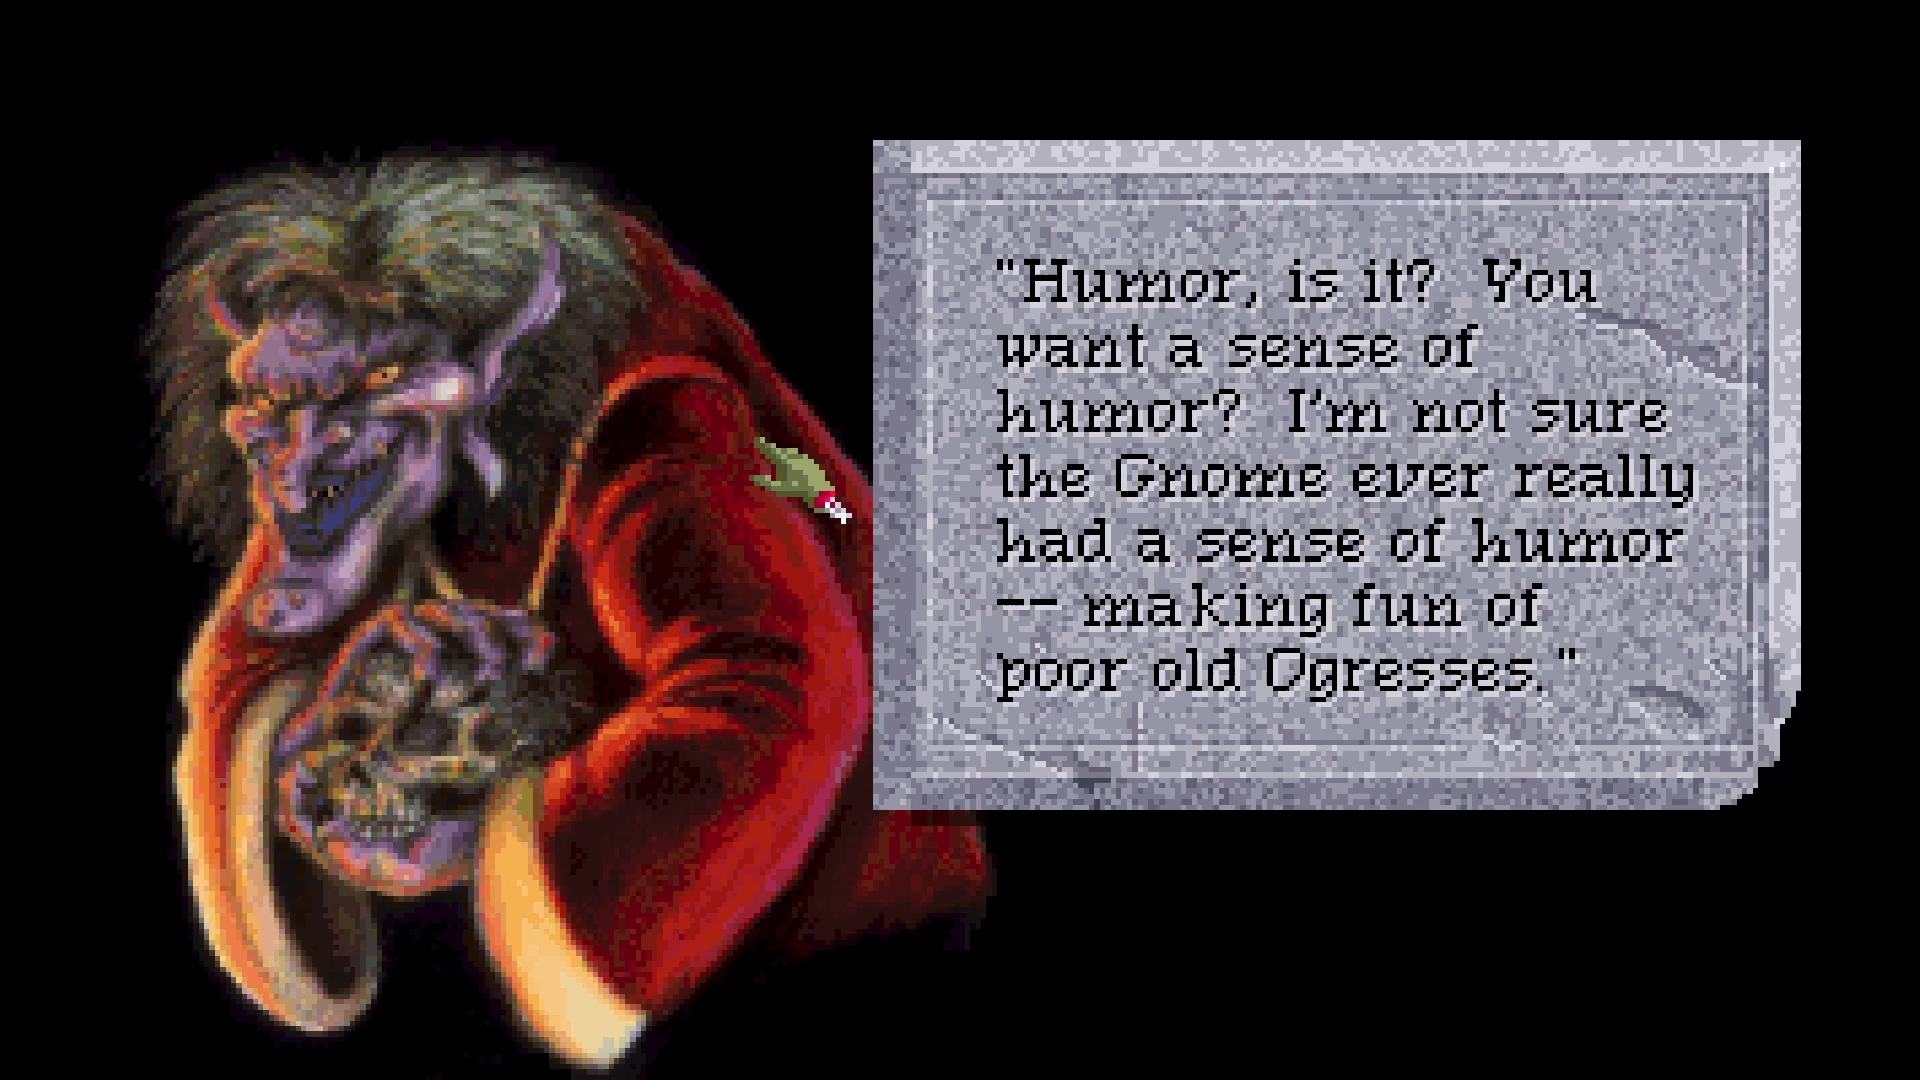 "Humor, is it?  You
want a sense of
humor?  I'm not sure
the Gnome ever really
had a sense of humor
-- making fun of
poor old Ogresses."